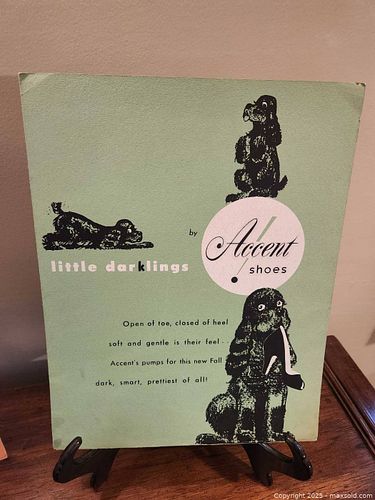 little darklings
by
Accent
shoes
Open of toe, closed of heel
soft and gentle is their feel -
Accent's pumps for this new Fall
dark, smart, prettiest of all!
Copyright 2025 - maxsold.com